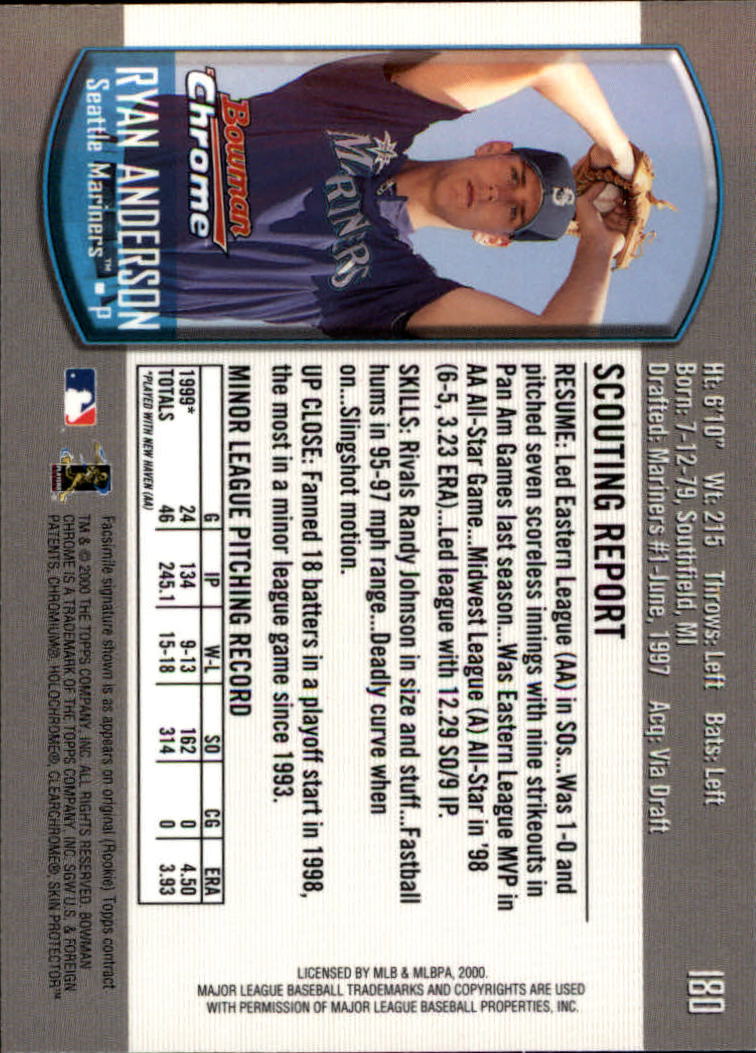 180
Ht: 6'10" Wt: 215 Throws: Left Bats: Left
Born: 7-12-79, Southfield, MI
Drafted: Mariners #1-June, 1997 Acq: Via Draft
S
MARINERS
Bowman
Chrome
RYAN ANDERSON
Seattle Mariners™ ▪ P
SCOUTING REPORT
RESUME: Led Eastern League (AA) in SOs...Was 1-0 and
pitched seven scoreless innings with nine strikeouts in
Pan Am Games last season...Was Eastern League MVP in
AA All-Star Game...Midwest League (A) All-Star in '98
(6-5, 3.23 ERA)...Led league with 12.29 SO/9 IP.
SKILLS: Rivals Randy Johnson in size and stuff...Fastball
hums in 95-97 mph range...Deadly curve when
on...Slingshot motion.
UP CLOSE: Fanned 18 batters in a playoff start in 1998,
the most in a minor league game since 1993.
MINOR LEAGUE PITCHING RECORD
G IP W-L SO CG ERA
1999* 24 134 9-13 162 0 4.50
TOTALS 46 245.1 15-18 314 0 3.93
*PLAYED WITH NEW HAVEN (AA)
Facsimile signature shown is as appears on original (Rookie) Topps contract
TM & © 2000 THE TOPPS COMPANY, INC. ALL RIGHTS RESERVED. BOWMAN
CHROME IS A TRADEMARK OF THE TOPPS COMPANY, INC. SGW U.S. & FOREIGN
PATENTS. CHROMIUM®, HOLOCHROME®, CLEARCHROME®, SKIN PROTECTOR™
LICENSED BY MLB & MLBPA, 2000.
MAJOR LEAGUE BASEBALL TRADEMARKS AND COPYRIGHTS ARE USED
WITH PERMISSION OF MAJOR LEAGUE BASEBALL PROPERTIES, INC.